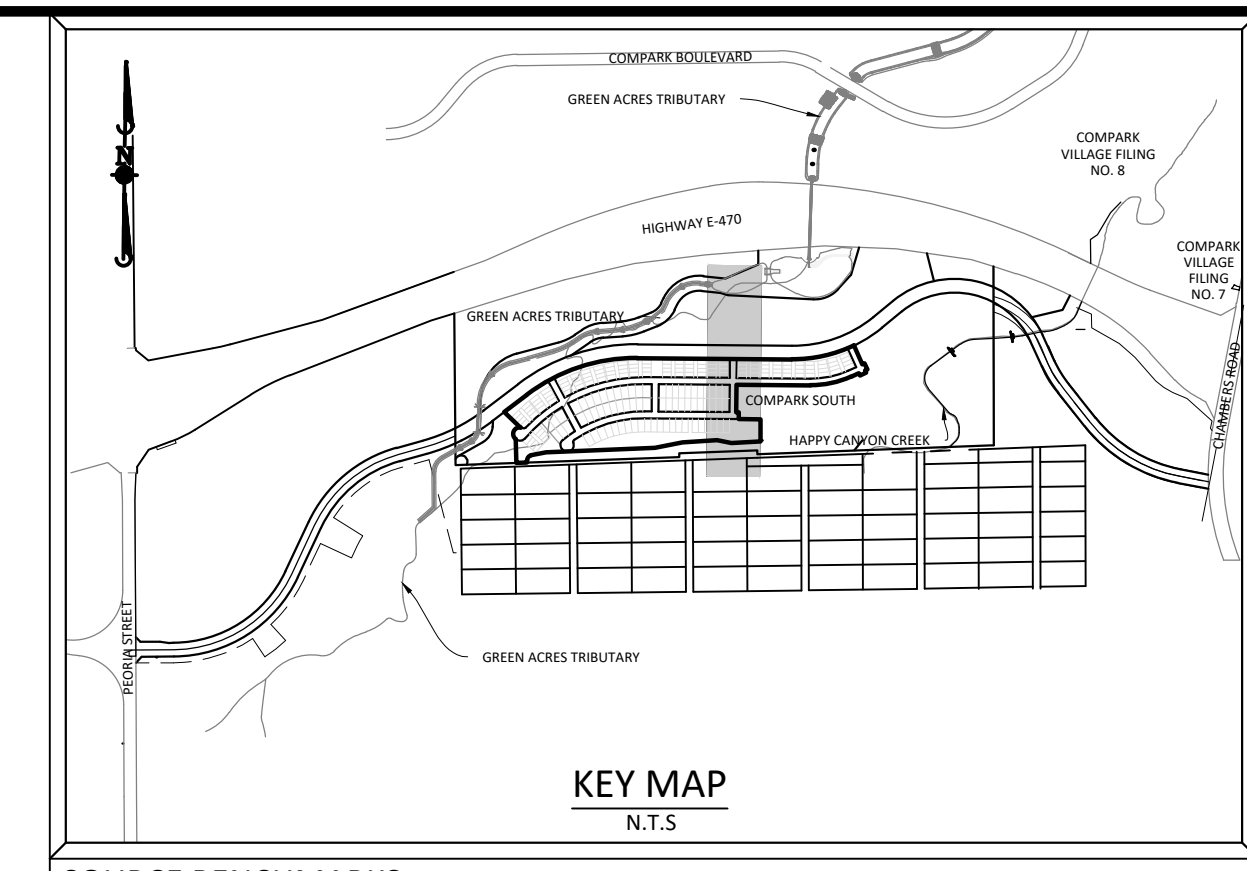 COMPARK BOULEVARD
GREEN ACRES TRIBUTARY
COMPARK
VILLAGE FILING
NO. 8
N
HIGHWAY E-470
COMPARK
VILLAGE
FILING
NO. 7
GREEN ACRES TRIBUTARY
COMPARK SOUTH
HAPPY CANYON CREEK
CHAMBERS ROAD
PEORIA STREET
GREEN ACRES TRIBUTARY
KEY MAP
N.T.S